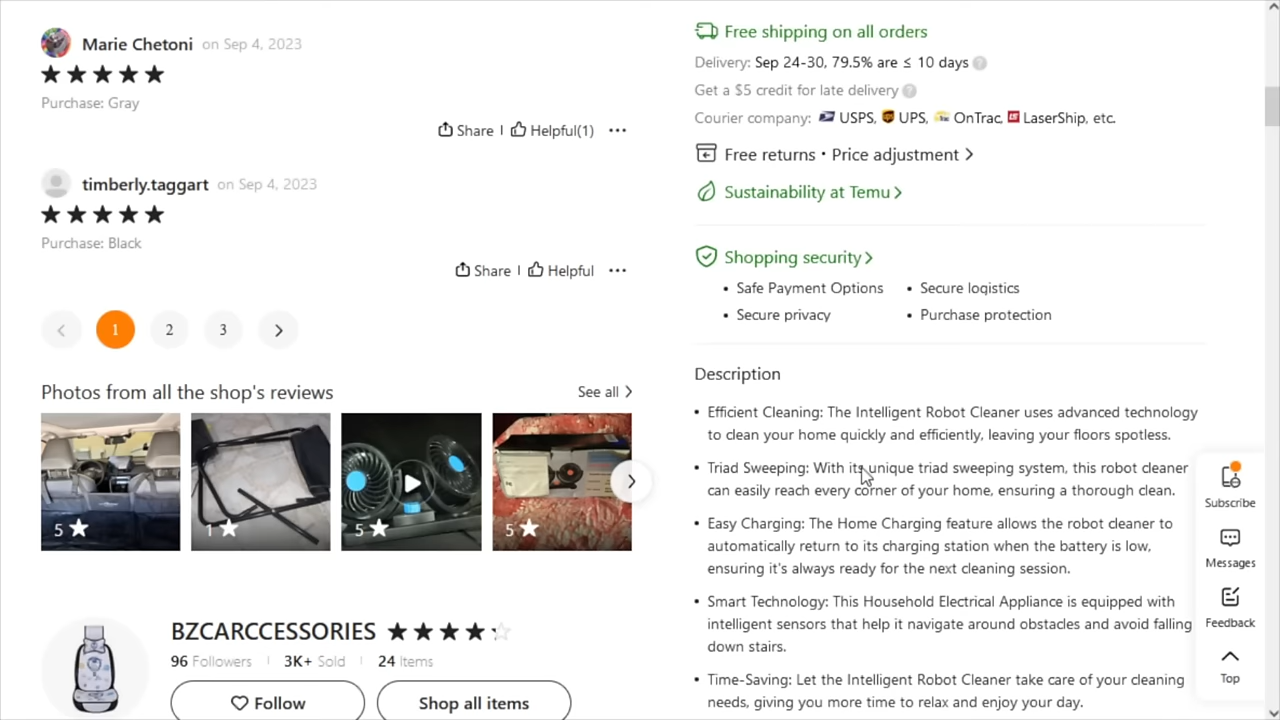 Marie Chetoni on Sep 4, 2023
Purchase: Gray
Share | Helpful(1) ...
timberly.taggart on Sep 4, 2023
Purchase: Black
Share | Helpful ...
1 2 3
Photos from all the shop's reviews
See all
5
1
5
5
BZCARCCESSORIES
96 Followers | 3K+ Sold | 24 Items
Follow
Shop all items
Free shipping on all orders
Delivery: Sep 24-30, 79.5% are ≤ 10 days ?
Get a $5 credit for late delivery ?
Courier company: USPS, UPS, OnTrac, LaserShip, etc.
Free returns · Price adjustment
Sustainability at Temu
Shopping security
• Safe Payment Options • Secure logistics
• Secure privacy • Purchase protection
Description
• Efficient Cleaning: The Intelligent Robot Cleaner uses advanced technology
to clean your home quickly and efficiently, leaving your floors spotless.
• Triad Sweeping: With its unique triad sweeping system, this robot cleaner
can easily reach every corner of your home, ensuring a thorough clean.
• Easy Charging: The Home Charging feature allows the robot cleaner to
automatically return to its charging station when the battery is low,
ensuring it's always ready for the next cleaning session.
• Smart Technology: This Household Electrical Appliance is equipped with
intelligent sensors that help it navigate around obstacles and avoid falling
down stairs.
• Time-Saving: Let the Intelligent Robot Cleaner take care of your cleaning
needs, giving you more time to relax and enjoy your day.
Subscribe
Messages
Feedback
Top